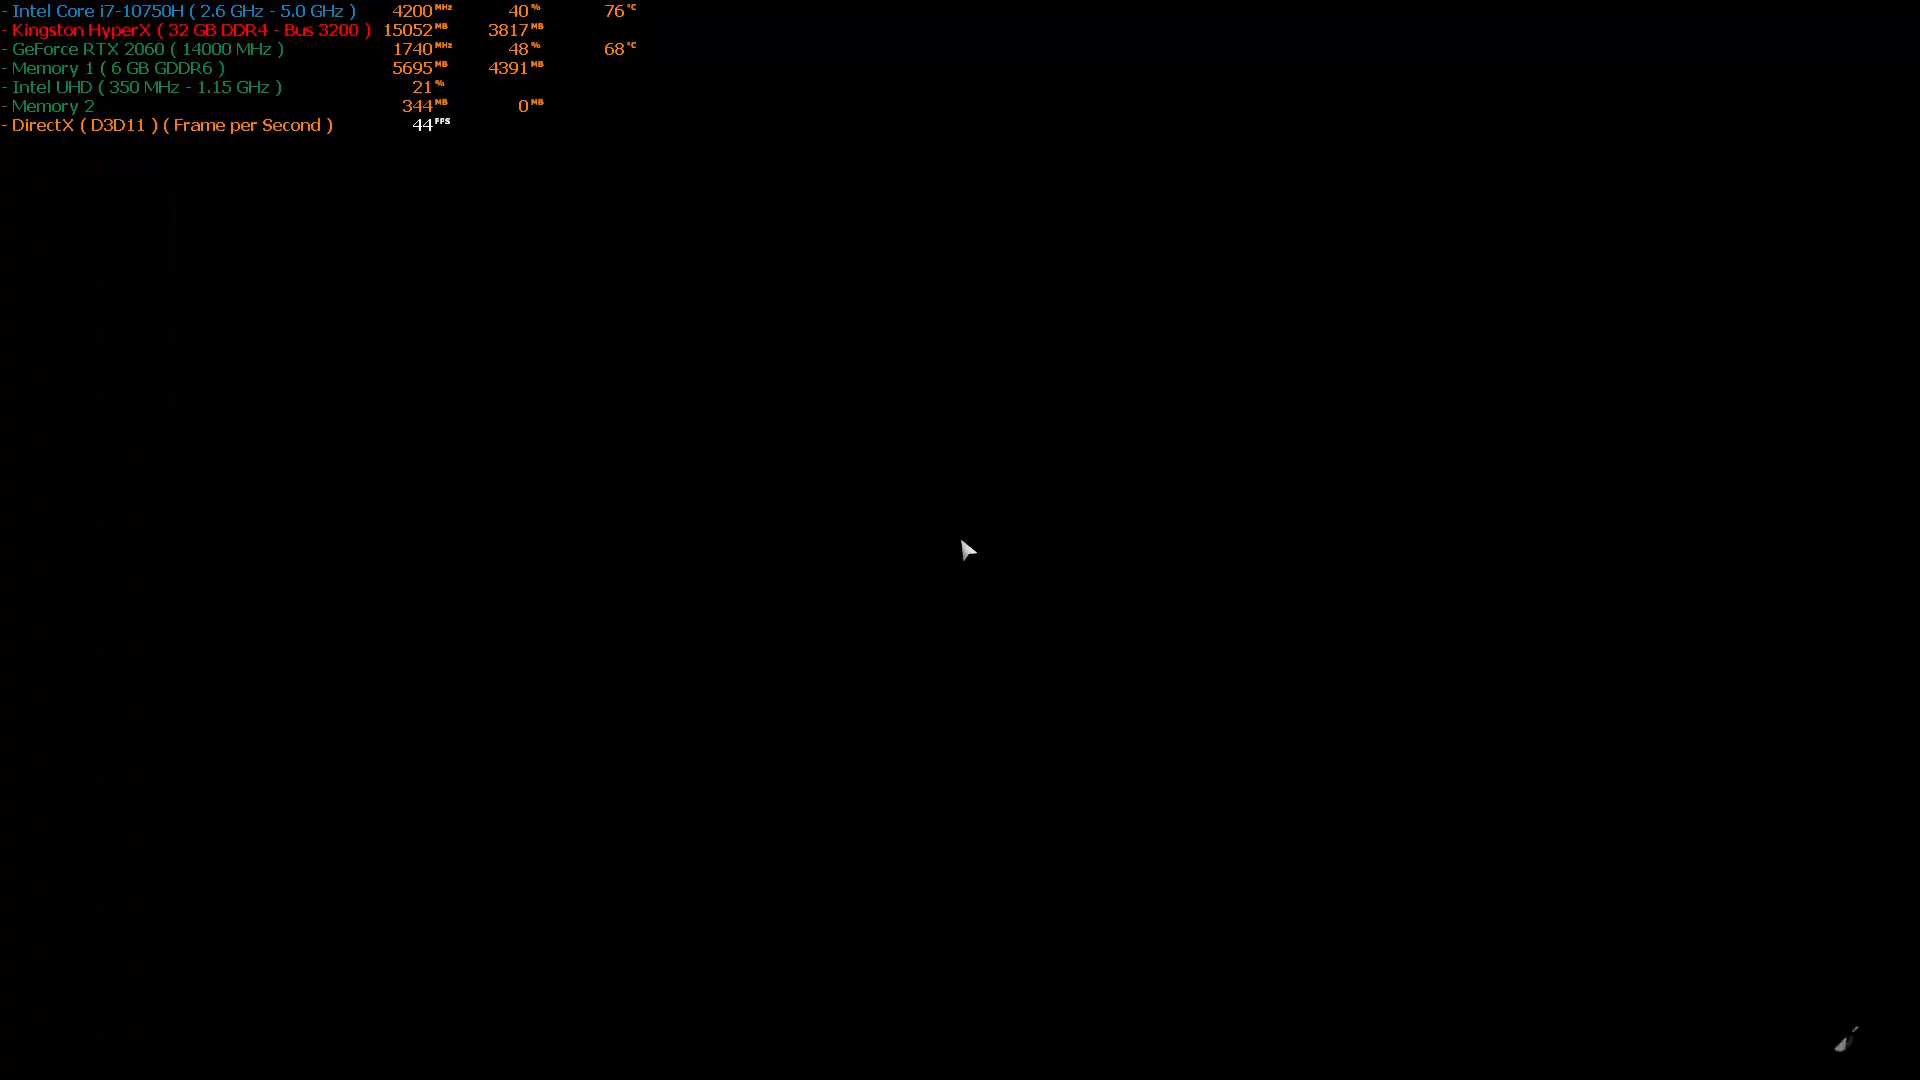 - Intel Core i7-10750H ( 2.6 GHz - 5.0 GHz ) 4200 MHz 40 % 76 °C
- Kingston HyperX ( 32 GB DDR4 - Bus 3200 ) 15052 MB 3817 MB
- GeForce RTX 2060 ( 14000 MHz ) 1740 MHz 48 % 68 °C
- Memory 1 ( 6 GB GDDR6 ) 5695 MB 4391 MB
- Intel UHD ( 350 MHz - 1.15 GHz ) 21 %
- Memory 2 344 MB 0 MB
- DirectX ( D3D11 ) ( Frame per Second ) 44 FPS